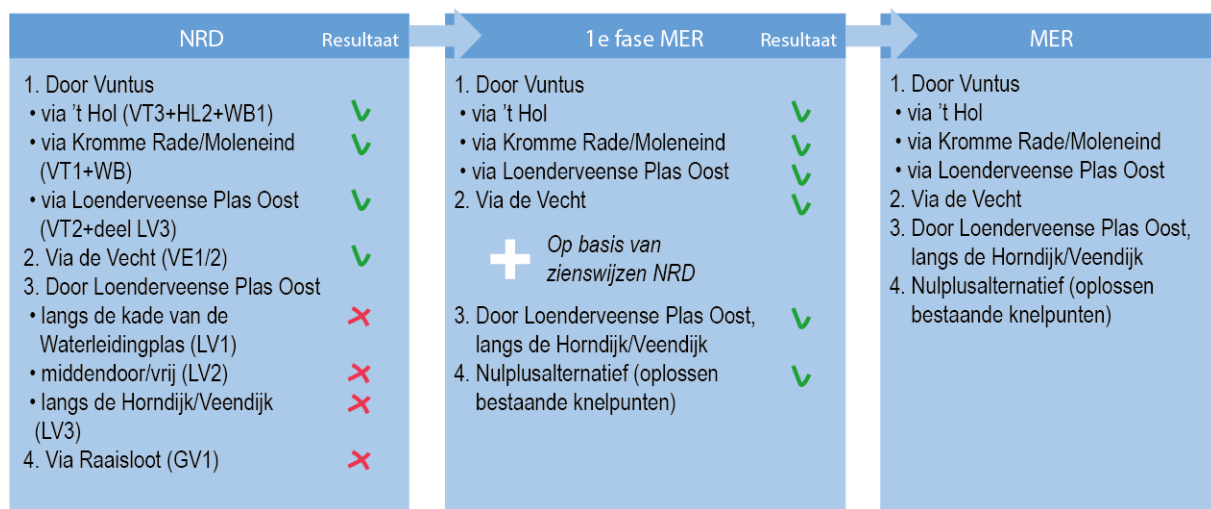 NRD Resultaat
1. Door Vuntus
• via ’t Hol (VT3+HL2+WB1)
• via Kromme Rade/Moleneind
(VT1+WB)
• via Loenderveense Plas Oost
(VT2+deel LV3)
2. Via de Vecht (VE1/2)
3. Door Loenderveense Plas Oost
• langs de kade van de
Waterleidingplas (LV1)
• middendoor/vrij (LV2)
• langs de Horndijk/Veendijk
(LV3)
4. Via Raaisloot (GV1)
1e fase MER Resultaat
1. Door Vuntus
• via ’t Hol
• via Kromme Rade/Moleneind
• via Loenderveense Plas Oost
2. Via de Vecht
Op basis van
zienswijzen NRD
3. Door Loenderveense Plas Oost,
langs de Horndijk/Veendijk
4. Nulplusalternatief (oplossen
bestaande knelpunten)
MER
1. Door Vuntus
• via ’t Hol
• via Kromme Rade/Moleneind
• via Loenderveense Plas Oost
2. Via de Vecht
3. Door Loenderveense Plas Oost,
langs de Horndijk/Veendijk
4. Nulplusalternatief (oplossen
bestaande knelpunten)